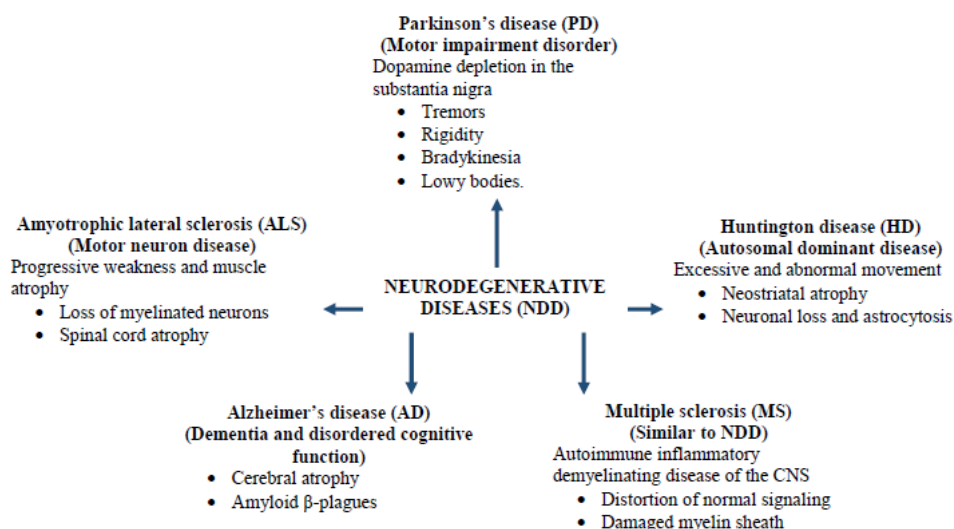 Parkinson's disease (PD)
(Motor impairment disorder)
Dopamine depletion in the
substantia nigra
• Tremors
• Rigidity
• Bradykinesia
• Lowy bodies.
Amyotrophic lateral sclerosis (ALS)
(Motor neuron disease)
Progressive weakness and muscle
atrophy
• Loss of myelinated neurons
• Spinal cord atrophy
NEURODEGENERATIVE
DISEASES (NDD)
Huntington disease (HD)
(Autosomal dominant disease)
Excessive and abnormal movement
• Neostriatal atrophy
• Neuronal loss and astrocytosis
Alzheimer's disease (AD)
(Dementia and disordered cognitive
function)
• Cerebral atrophy
• Amyloid β-plagues
Multiple sclerosis (MS)
(Similar to NDD)
Autoimmune inflammatory
demyelinating disease of the CNS
• Distortion of normal signaling
• Damaged myelin sheath